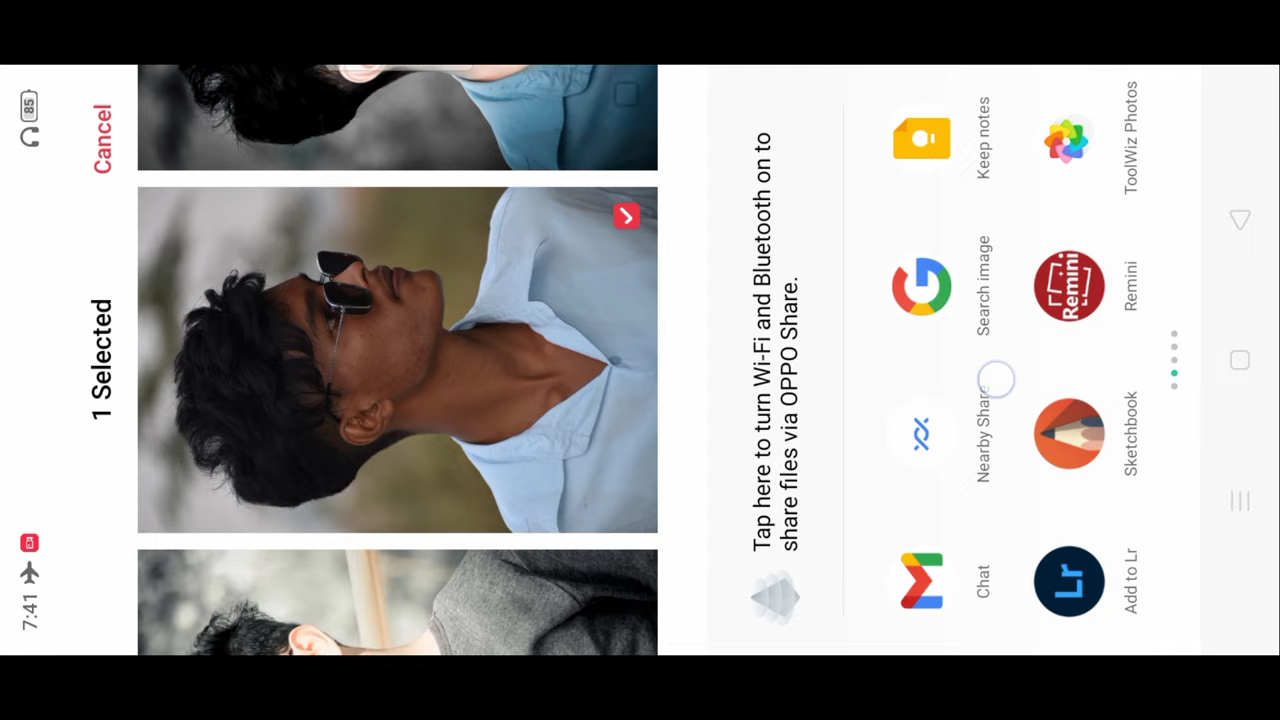 7:41
85
1 Selected
Cancel
Tap here to turn Wi-Fi and Bluetooth on to
share files via OPPO Share.
Chat
Nearby Share
Search image
Keep notes
Lr
Remini
Add to Lr
Sketchbook
Remini
ToolWiz Photos